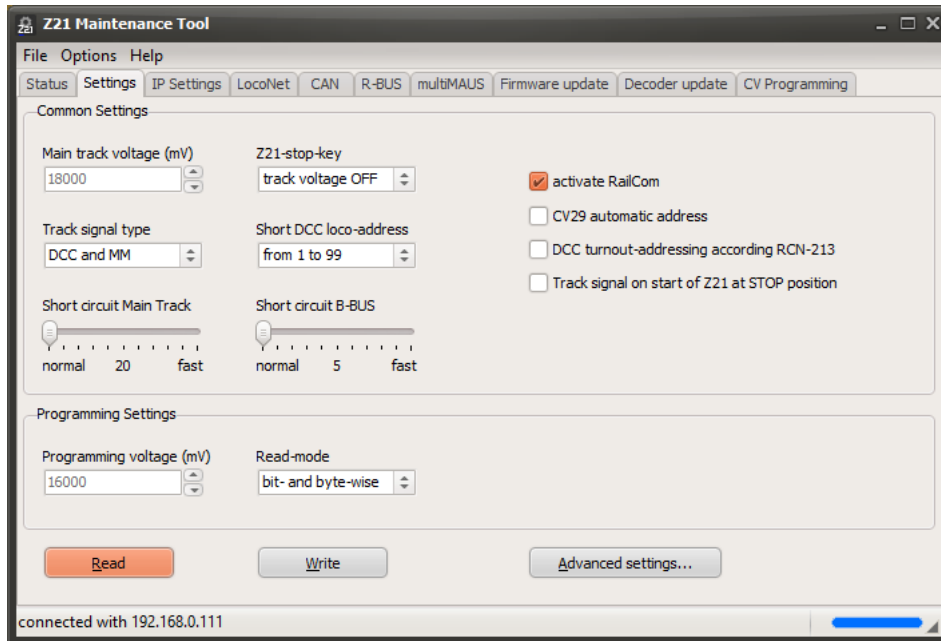 Z21 Maintenance Tool
File Options Help
Status Settings IP Settings LocoNet CAN R-BUS multiMAUS Firmware update Decoder update CV Programming
Common Settings
Main track voltage (mV)
18000
Z21-stop-key
track voltage OFF
activate RailCom
CV29 automatic address
DCC turnout-addressing according RCN-213
Track signal on start of Z21 at STOP position
Track signal type
DCC and MM
Short DCC loco-address
from 1 to 99
Short circuit Main Track
normal 20 fast
Short circuit B-BUS
normal 5 fast
Programming Settings
Programming voltage (mV)
16000
Read-mode
bit- and byte-wise
Read Write Advanced settings...
connected with 192.168.0.111